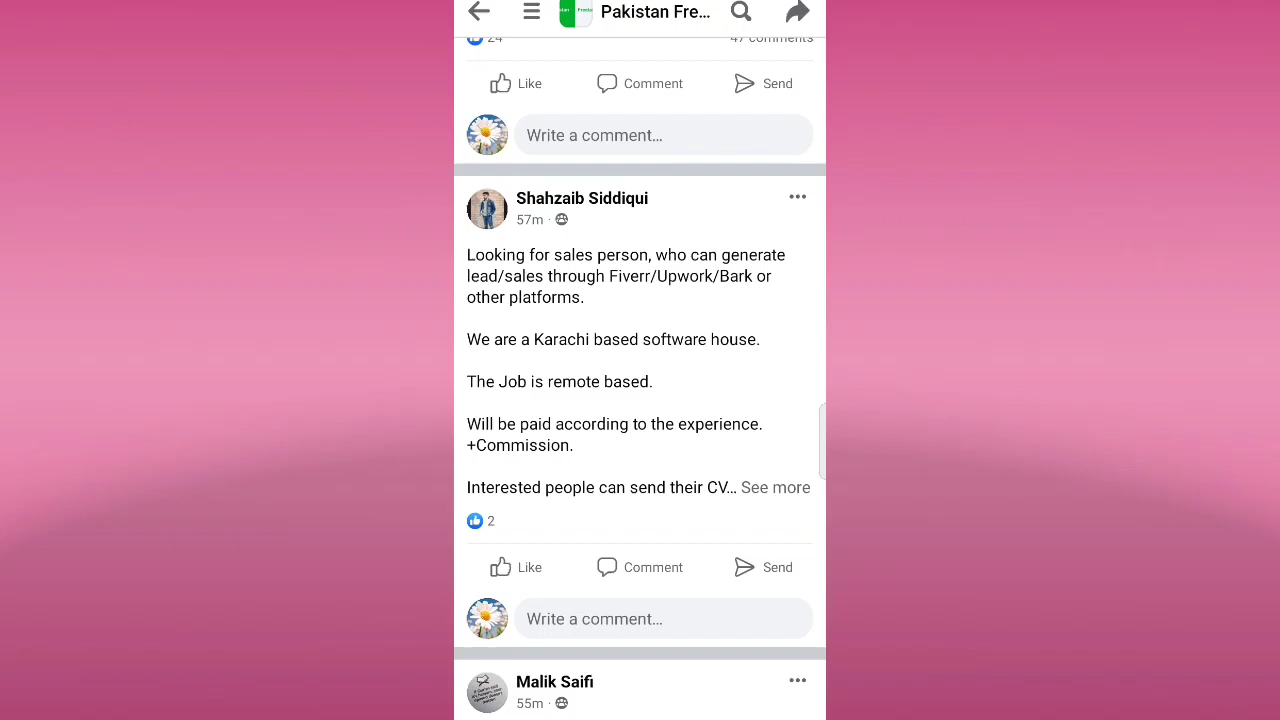 Pakistan Fre...
24
47 comments
Like
Comment
Send
Write a comment...
Shahzaib Siddiqui
57m ·
Looking for sales person, who can generate
lead/sales through Fiverr/Upwork/Bark or
other platforms.
We are a Karachi based software house.
The Job is remote based.
Will be paid according to the experience.
+Commission.
Interested people can send their CV... See more
2
Like
Comment
Send
Write a comment...
Malik Saifi
55m ·